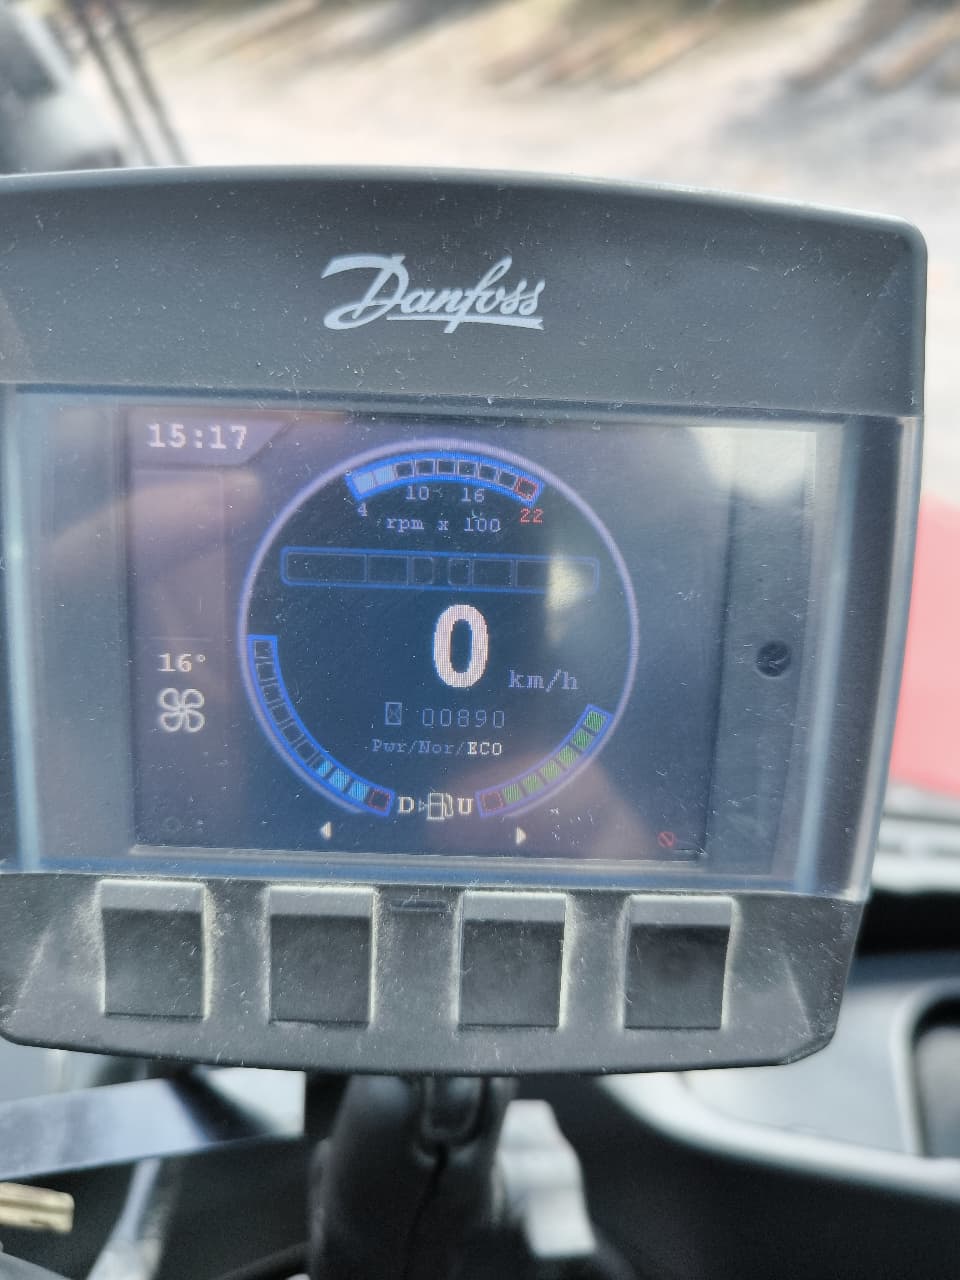 Danfoss
15:17
4 10 16 22
rpm x 100
0 km/h
16°
00890
Pwr/Nor/ECO
D U